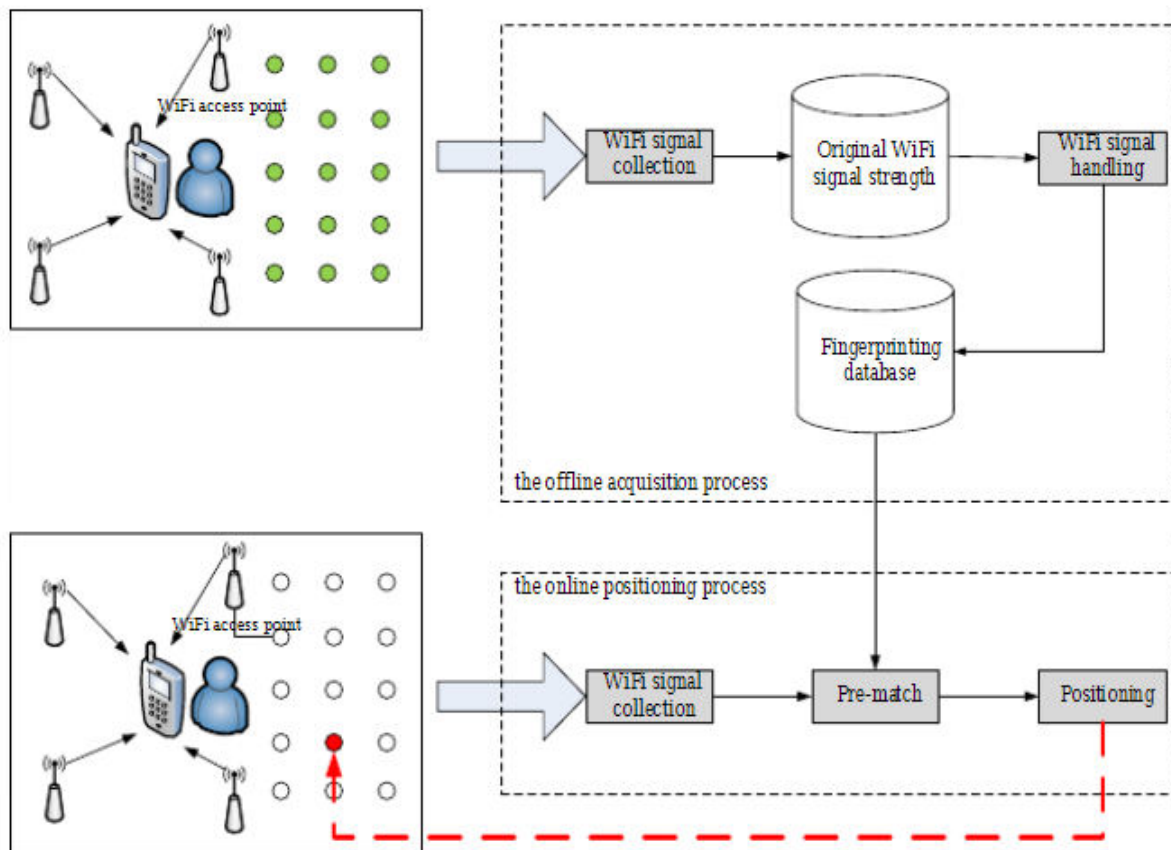 WiFi access point
WiFi signal
collection
Original WiFi
signal strength
WiFi signal
handling
Fingerprinting
database
the offline acquisition process
the online positioning process
WiFi access point
WiFi signal
collection
Pre-match
Positioning